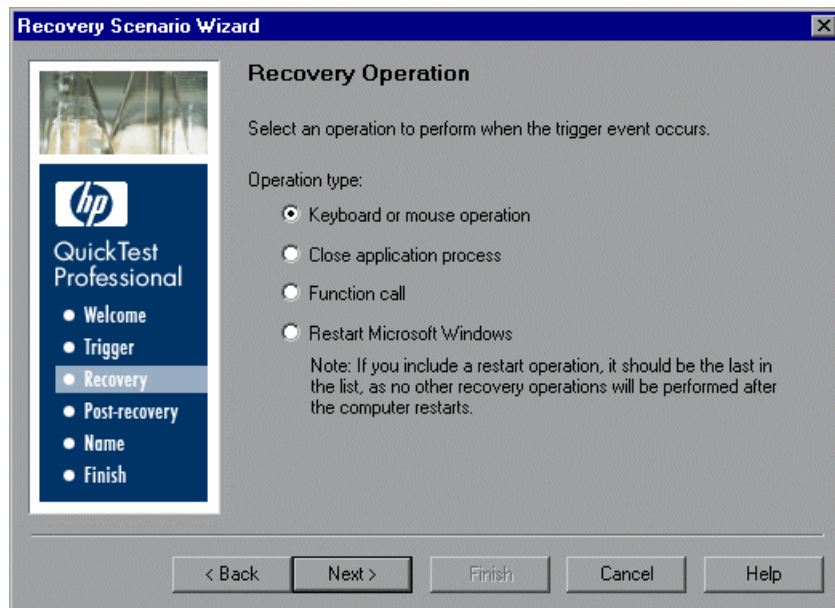 Recovery Scenario Wizard
hp
QuickTest
Professional
Welcome
Trigger
Recovery
Post-recovery
Name
Finish
Recovery Operation
Select an operation to perform when the trigger event occurs.
Operation type:
Keyboard or mouse operation
Close application process
Function call
Restart Microsoft Windows
Note: If you include a restart operation, it should be the last in
the list, as no other recovery operations will be performed after
the computer restarts.
< Back
Next >
Finish
Cancel
Help